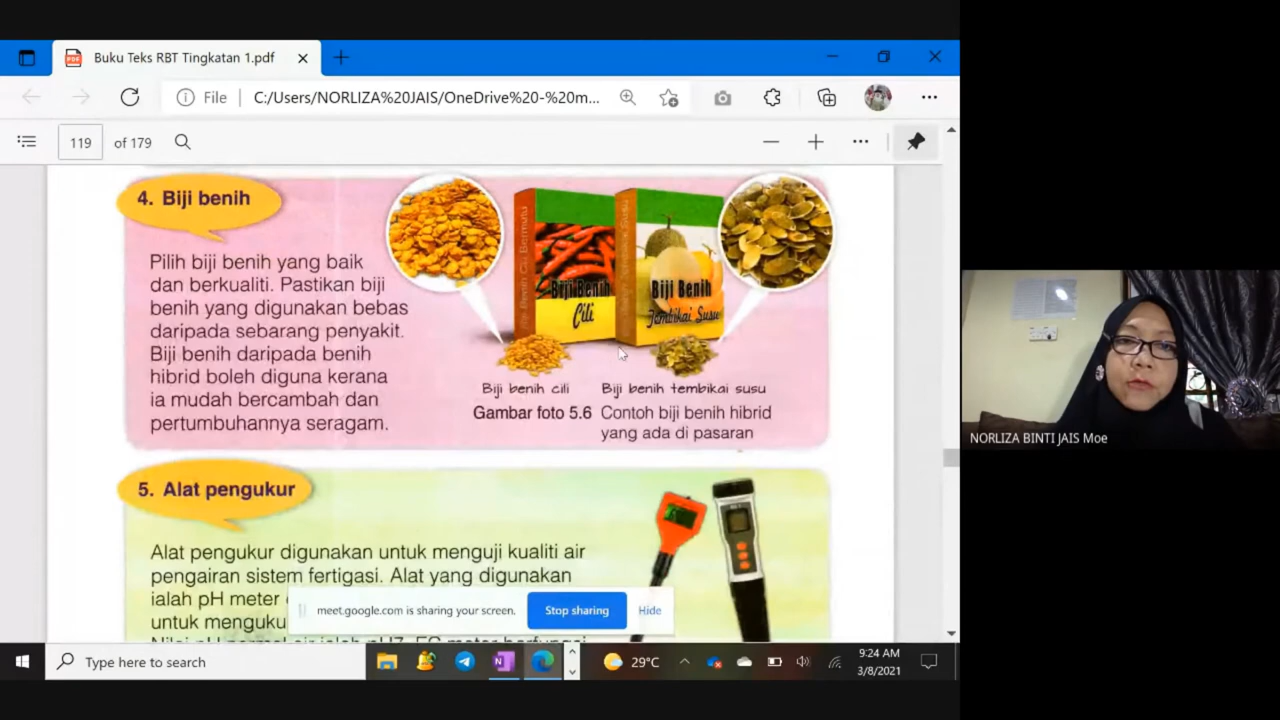 Buku Teks RBT Tingkatan 1.pdf
File
C:/Users/NORLIZA%20JAIS/OneDrive%20-%20m...
119 of 179
4. Biji benih
Pilih biji benih yang baik
dan berkualiti. Pastikan biji
benih yang digunakan bebas
daripada sebarang penyakit.
Biji benih daripada benih
hibrid boleh diguna kerana
ia mudah bercambah dan
pertumbuhannya seragam.
Biji Benih
Cili
Biji Benih
Tembikai Susu
Biji benih cili
Biji benih tembikai susu
Gambar foto 5.6 Contoh biji benih hibrid
yang ada di pasaran
5. Alat pengukur
Alat pengukur digunakan untuk menguji kualiti air
pengairan sistem fertigasi. Alat yang digunakan
ialah pH meter
untuk menguku
meet.google.com is sharing your screen.
Stop sharing
Hide
NORLIZA BINTI JAIS Moe
Type here to search
29°C
9:24 AM
3/8/2021